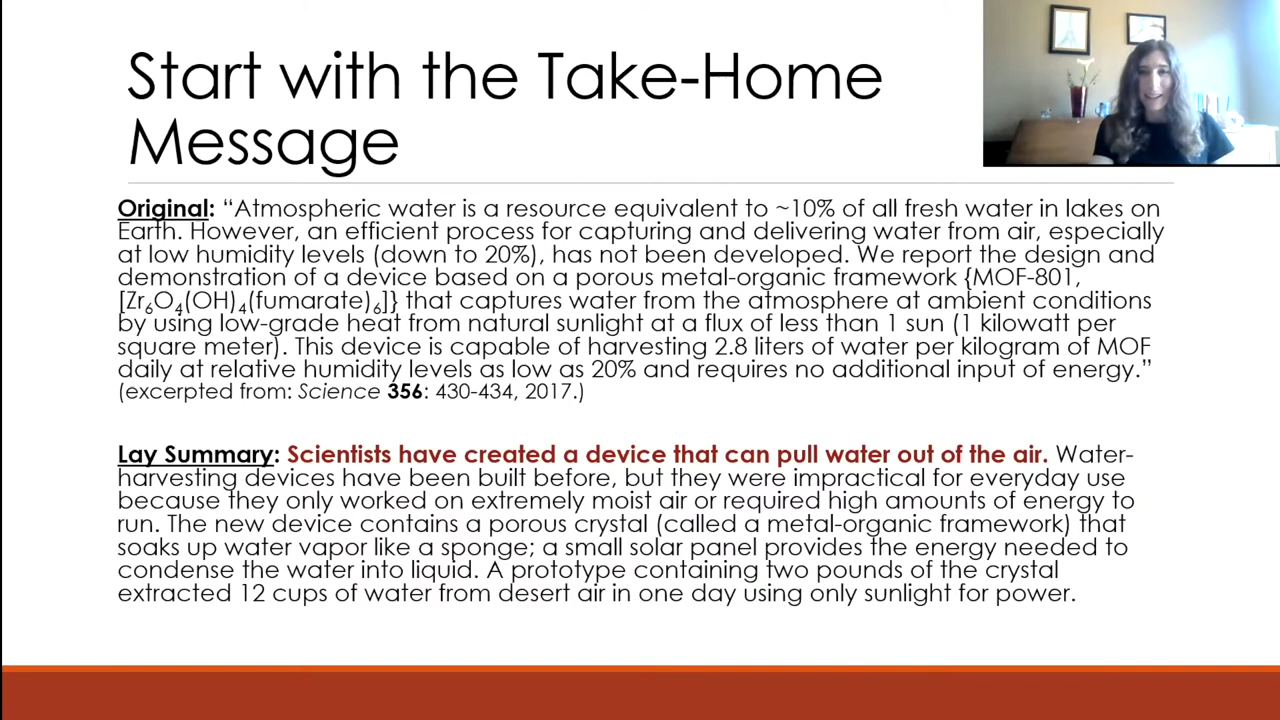 Start with the Take-Home
Message
Original: “Atmospheric water is a resource equivalent to ~10% of all fresh water in lakes on
Earth. However, an efficient process for capturing and delivering water from air, especially
at low humidity levels (down to 20%), has not been developed. We report the design and
demonstration of a device based on a porous metal-organic framework {MOF-801,
[Zr₆O₄(OH)₄(fumarate)₆]} that captures water from the atmosphere at ambient conditions
by using low-grade heat from natural sunlight at a flux of less than 1 sun (1 kilowatt per
square meter). This device is capable of harvesting 2.8 liters of water per kilogram of MOF
daily at relative humidity levels as low as 20% and requires no additional input of energy.”
(excerpted from: Science 356: 430-434, 2017.)
Lay Summary: Scientists have created a device that can pull water out of the air. Water-
harvesting devices have been built before, but they were impractical for everyday use
because they only worked on extremely moist air or required high amounts of energy to
run. The new device contains a porous crystal (called a metal-organic framework) that
soaks up water vapor like a sponge; a small solar panel provides the energy needed to
condense the water into liquid. A prototype containing two pounds of the crystal
extracted 12 cups of water from desert air in one day using only sunlight for power.